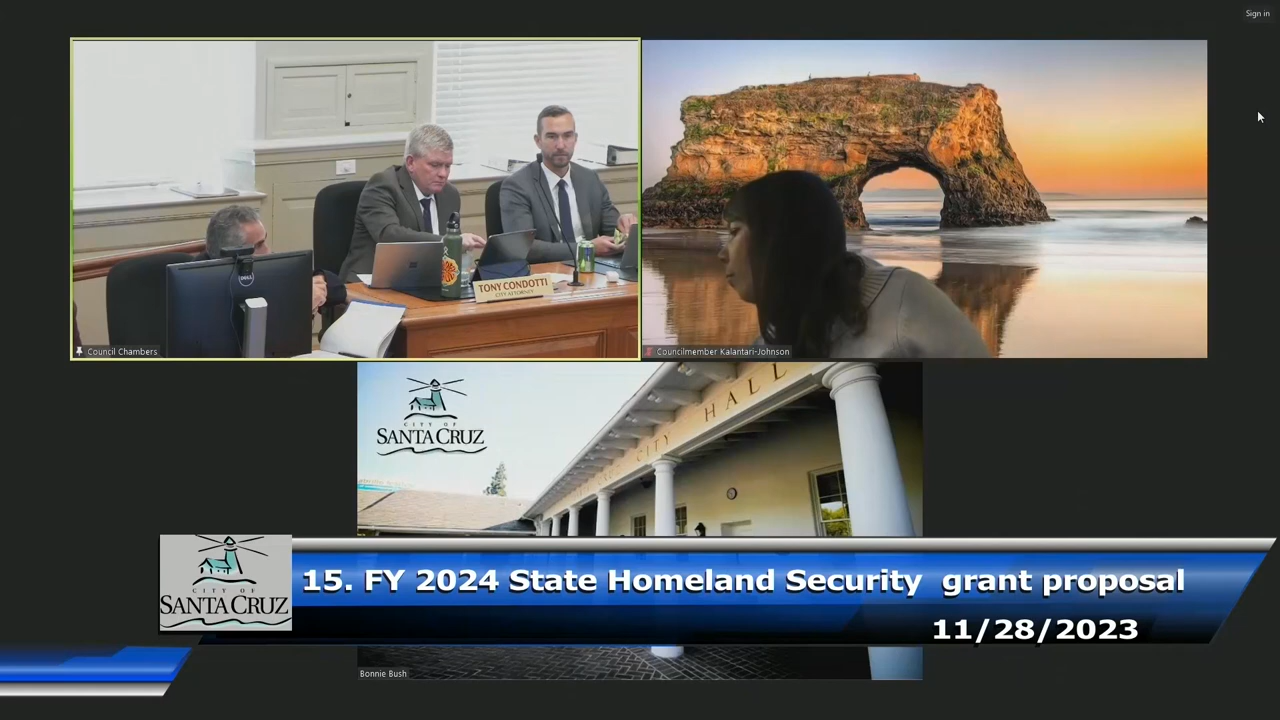 Sign in
DELL
TONY CONDOTTI
CITY ATTORNEY
Council Chambers
Councilmember Kalantari-Johnson
CITY OF
SANTA CRUZ
CITY HALL
CITY OF
SANTA CRUZ
15. FY 2024 State Homeland Security grant proposal
11/28/2023
Bonnie Bush